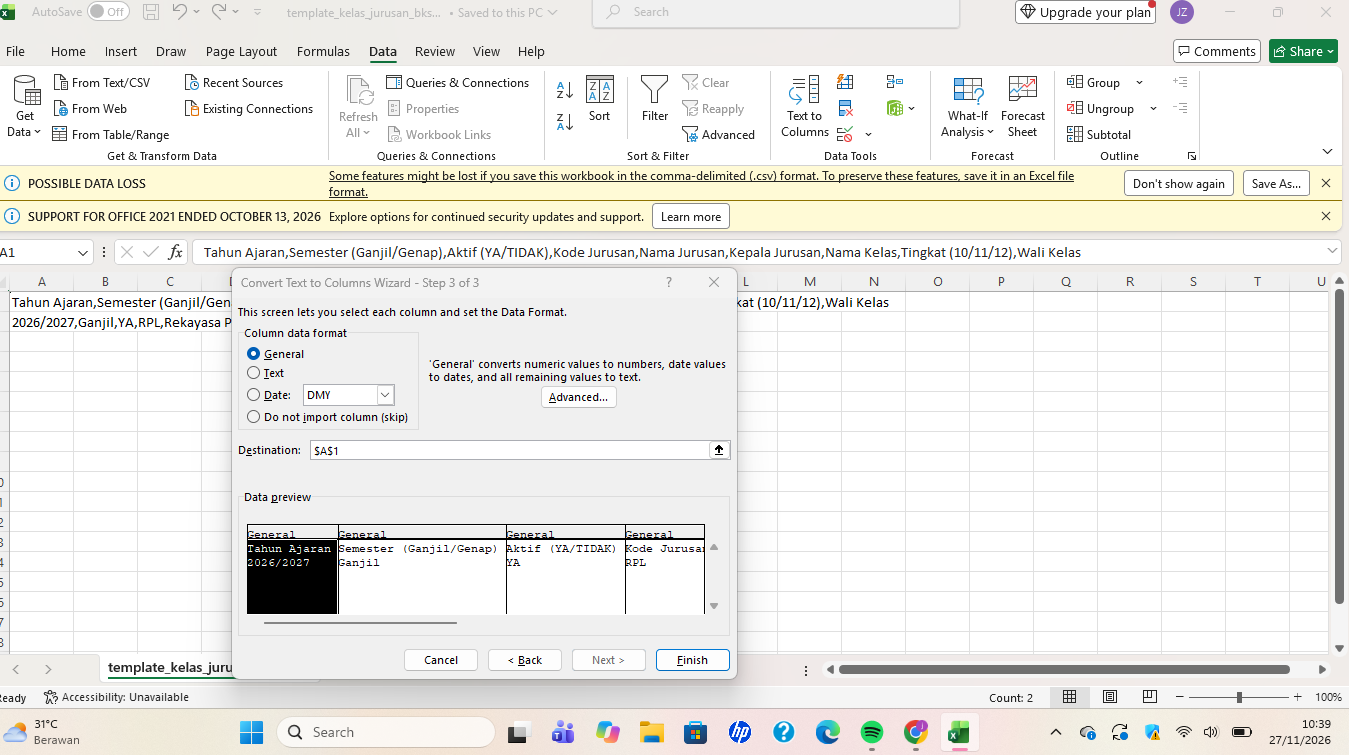 AutoSave Off template_kelas_jurusan_bks... • Saved to this PC Search Upgrade your plan JZ
File Home Insert Draw Page Layout Formulas Data Review View Help Comments Share
Get Data
From Text/CSV
From Web
From Table/Range
Recent Sources
Existing Connections
Get & Transform Data
Refresh All
Queries & Connections
Properties
Workbook Links
Queries & Connections
Sort
Filter
Clear
Reapply
Advanced
Sort & Filter
Text to Columns
Data Tools
What-If Analysis
Forecast Sheet
Forecast
Group
Ungroup
Subtotal
Outline
POSSIBLE DATA LOSS Some features might be lost if you save this workbook in the comma-delimited (.csv) format. To preserve these features, save it in an Excel file
format. Don't show again Save As...
SUPPORT FOR OFFICE 2021 ENDED OCTOBER 13, 2026 Explore options for continued security updates and support. Learn more
A1 fx Tahun Ajaran,Semester (Ganjil/Genap),Aktif (YA/TIDAK),Kode Jurusan,Nama Jurusan,Kepala Jurusan,Nama Kelas,Tingkat (10/11/12),Wali Kelas
A B C L M N O P Q R S T U
Tahun Ajaran,Semester (Ganjil/Gen kat (10/11/12),Wali Kelas
2026/2027,Ganjil,YA,RPL,Rekayasa P
Convert Text to Columns Wizard - Step 3 of 3 ?
This screen lets you select each column and set the Data Format.
Column data format
General
Text
Date: DMY
Do not import column (skip)
'General' converts numeric values to numbers, date values
to dates, and all remaining values to text.
Advanced...
Destination: $A$1
Data preview
General General General General
Tahun Ajaran Semester (Ganjil/Genap) Aktif (YA/TIDAK) Kode Jurusan
2026/2027 Ganjil YA RPL
Cancel < Back Next > Finish
template_kelas_juru
Ready Accessibility: Unavailable Count: 2 100%
31°C
Berawan
Search
10:39
27/11/2026